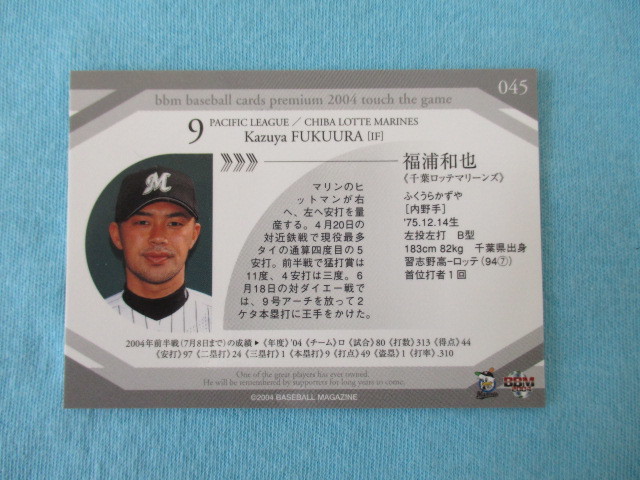 045
bbm baseball cards premium 2004 touch the game
9 PACIFIC LEAGUE / CHIBA LOTTE MARINES
Kazuya FUKUURA [IF]
M
福浦和也
《千葉ロッテマリーンズ》
マリンのヒ
ットマンが右
へ、左へ安打を量
産する。4月20日の
対近鉄戦で現役最多
タイの通算四度目の5
安打。前半戦で猛打賞は
11度、4安打は三度。6
月18日の対ダイエー戦で
は、9号アーチを放って2
ケタ本塁打に王手をかけた。
ふくうらかずや
[内野手]
'75.12.14生
左投左打 B型
183cm 82kg 千葉県出身
習志野高-ロッテ(94⑦)
首位打者1回
2004年前半戦(7月8日まで)の成績▶《年度》'04《チーム》ロ《試合》80《打数》313《得点》44
《安打》97《二塁打》24《三塁打》1《本塁打》9《打点》49《盗塁》1《打率》.310
One of the great players has ever owned.
He will be remembered by supporters for long years to come.
©2004 BASEBALL MAGAZINE
BBM
2004